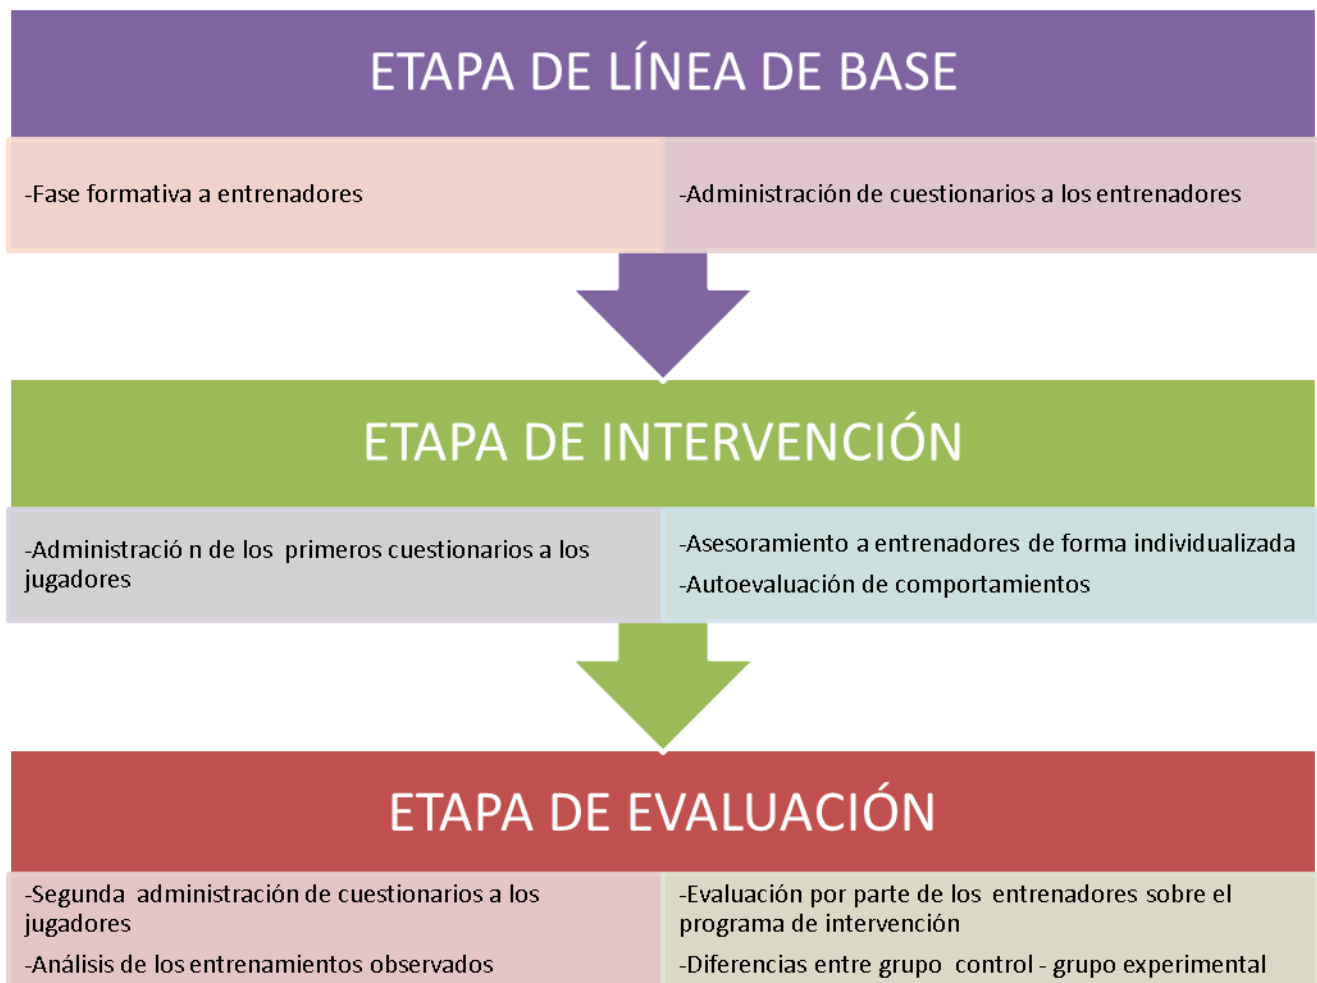 ETAPA DE LÍNEA DE BASE
-Fase formativa a entrenadores
-Administración de cuestionarios a los entrenadores
ETAPA DE INTERVENCIÓN
-Administració n de los primeros cuestionarios a los
jugadores
-Asesoramiento a entrenadores de forma individualizada
-Autoevaluación de comportamientos
ETAPA DE EVALUACIÓN
-Segunda administración de cuestionarios a los
jugadores
-Análisis de los entrenamientos observados
-Evaluación por parte de los entrenadores sobre el
programa de intervención
-Diferencias entre grupo control - grupo experimental